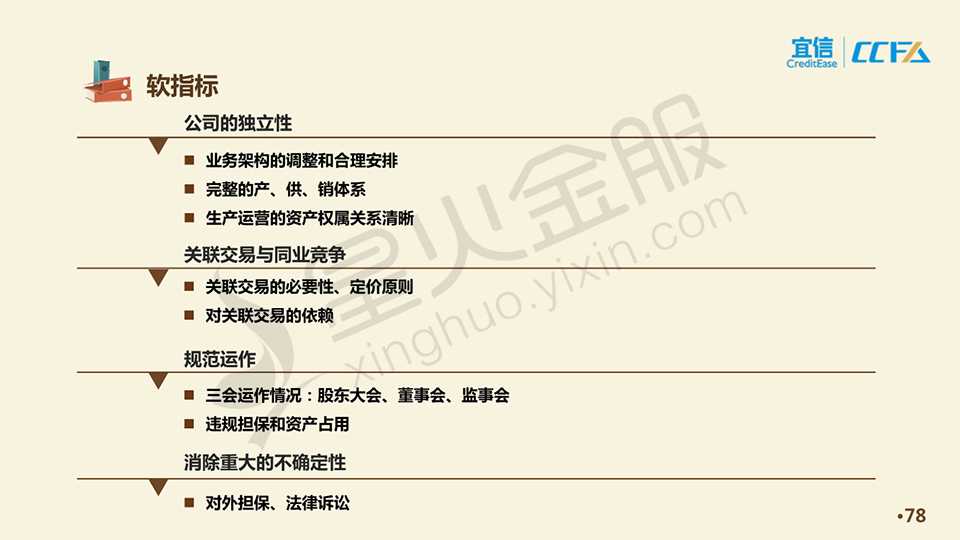 宜信
CreditEase
CCFA
软指标
公司的独立性
■ 业务架构的调整和合理安排
■ 完整的产、供、销体系
■ 生产运营的资产权属关系清晰
关联交易与同业竞争
■ 关联交易的必要性、定价原则
■ 对关联交易的依赖
规范运作
■ 三会运作情况：股东大会、董事会、监事会
■ 违规担保和资产占用
消除重大的不确定性
■ 对外担保、法律诉讼
星火金服
xinghuo.yixin.com
•78